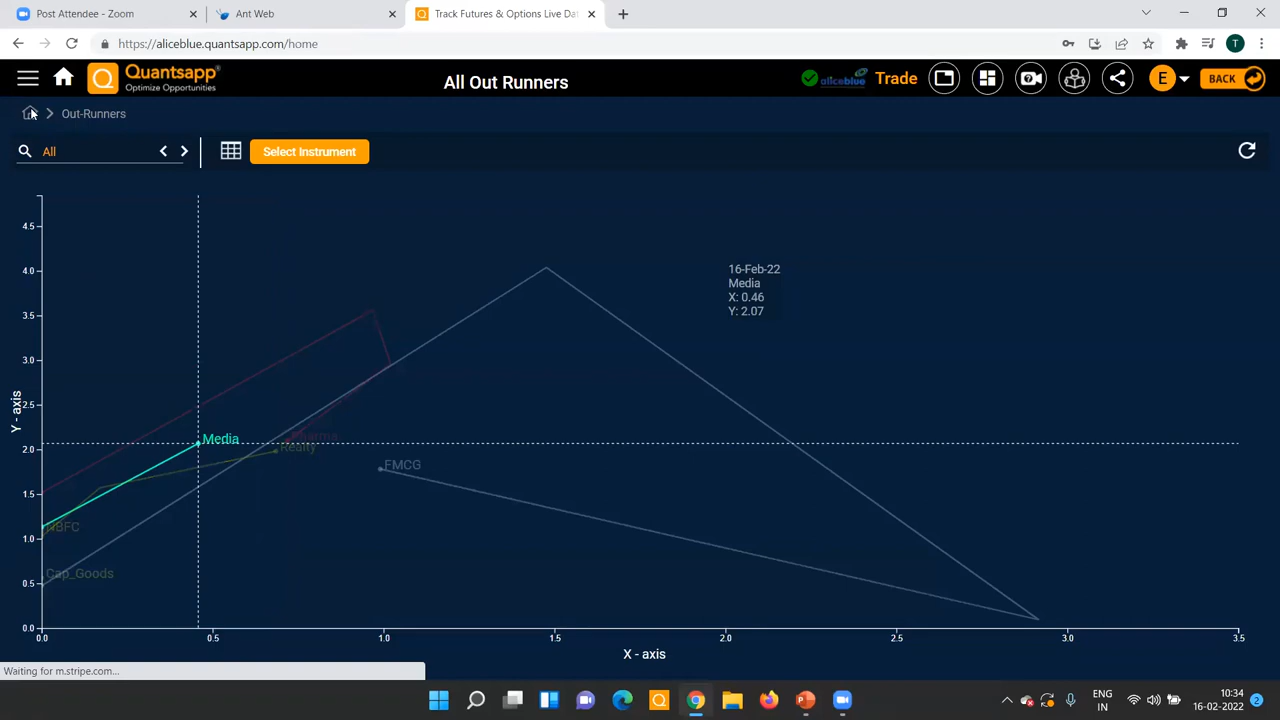 Post Attendee - Zoom
Ant Web
Track Futures & Options Live Dat
https://aliceblue.quantsapp.com/home
Quantsapp
Optimize Opportunities
All Out Runners
aliceblue
Trade
E
BACK
Out-Runners
All
Select Instrument
4.5
4.0
3.5
3.0
2.5
2.0
1.5
1.0
0.5
0.0
Y - axis
16-Feb-22
Media
X: 0.46
Y: 2.07
Media
Pharma
Realty
FMCG
NBFC
Cap_Goods
0.0 0.5 1.0 1.5 2.0 2.5 3.0 3.5
X - axis
Waiting for m.stripe.com...
ENG
IN
10:34
16-02-2022
2